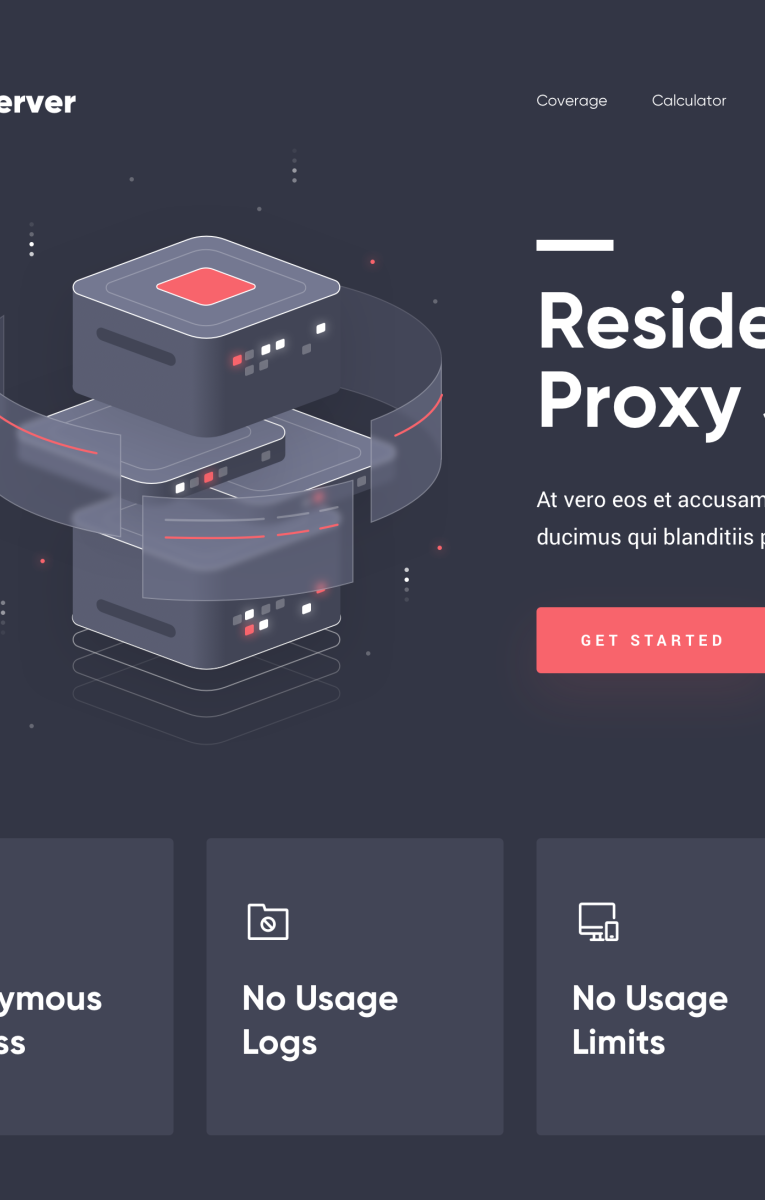 erver
Coverage Calculator
Reside
Proxy
At vero eos et accusam
ducimus qui blanditiis p
GET STARTED
ymous
ss
No Usage
Logs
No Usage
Limits